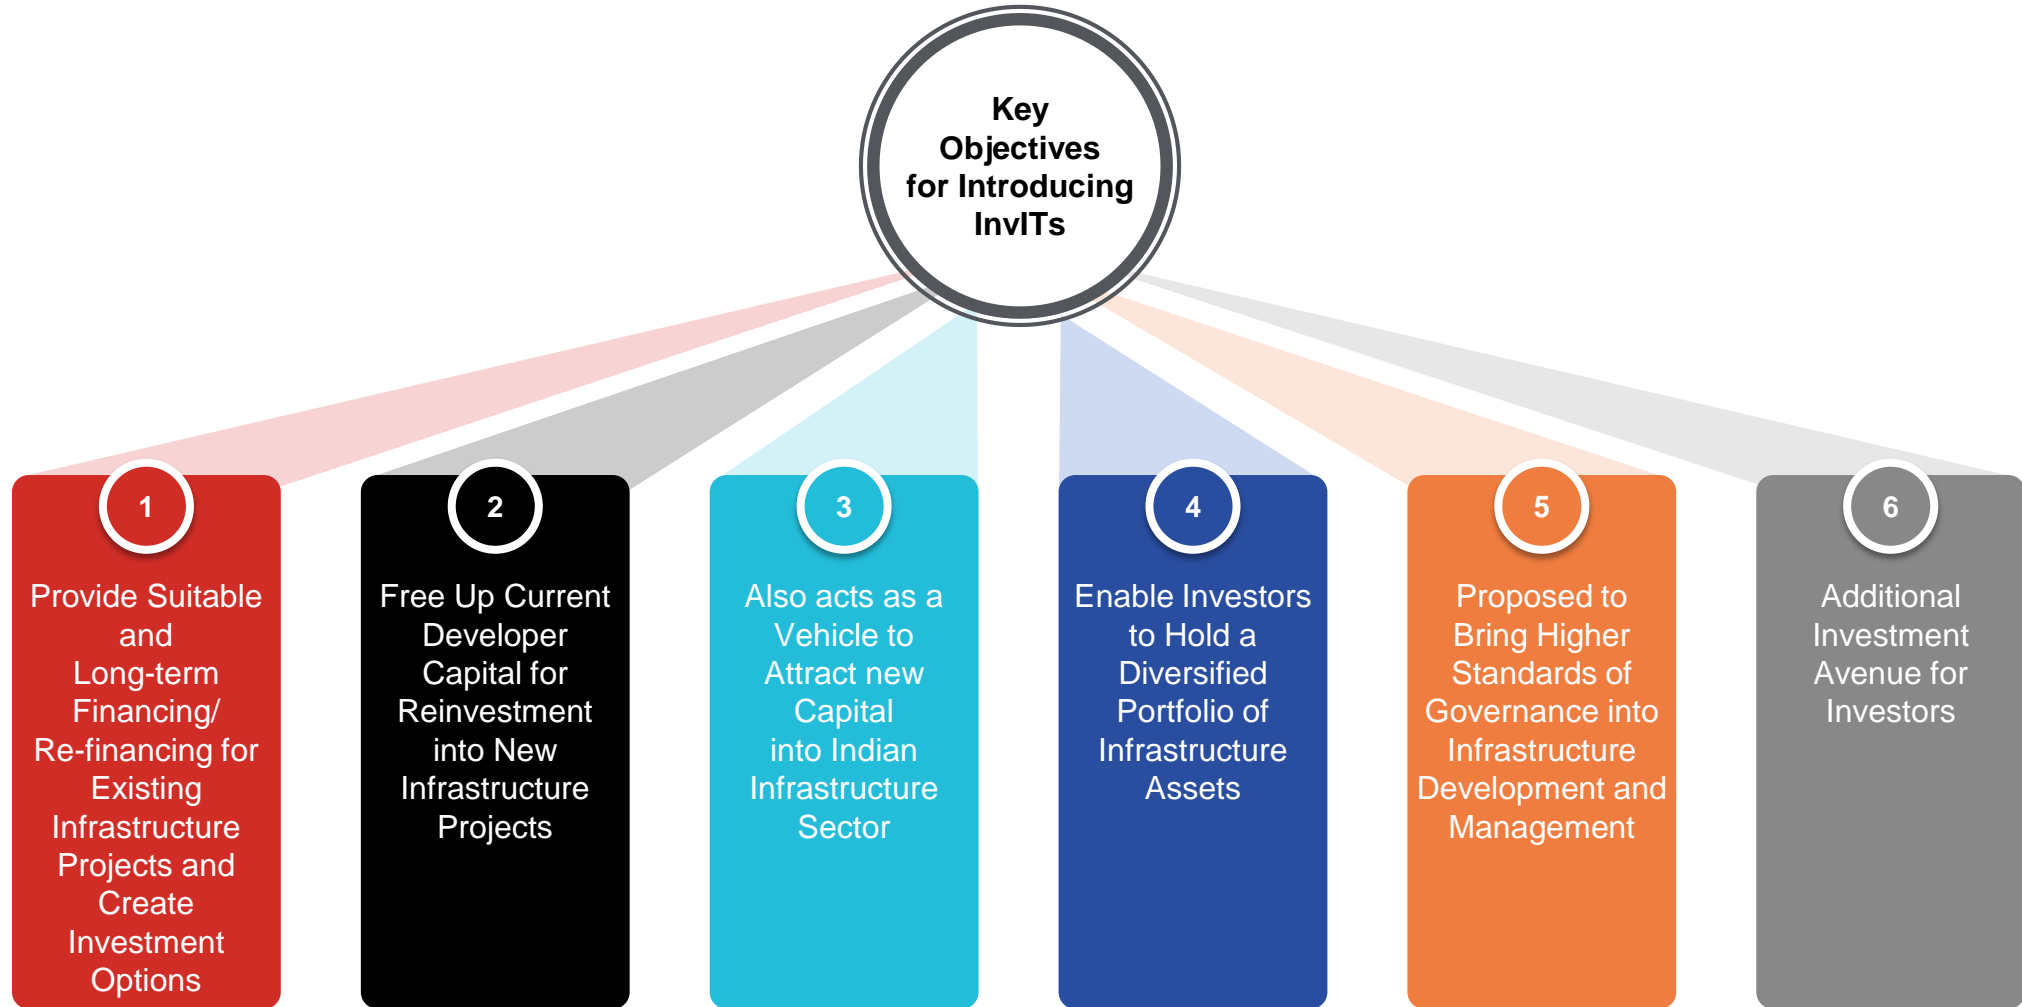 Key
Objectives
for Introducing
InvITs
1
Provide Suitable
and
Long-term
Financing/
Re-financing for
Existing
Infrastructure
Projects and
Create
Investment
Options
2
Free Up Current
Developer
Capital for
Reinvestment
into New
Infrastructure
Projects
3
Also acts as a
Vehicle to
Attract new
Capital
into Indian
Infrastructure
Sector
4
Enable Investors
to Hold a
Diversified
Portfolio of
Infrastructure
Assets
5
Proposed to
Bring Higher
Standards of
Governance into
Infrastructure
Development and
Management
6
Additional
Investment
Avenue for
Investors